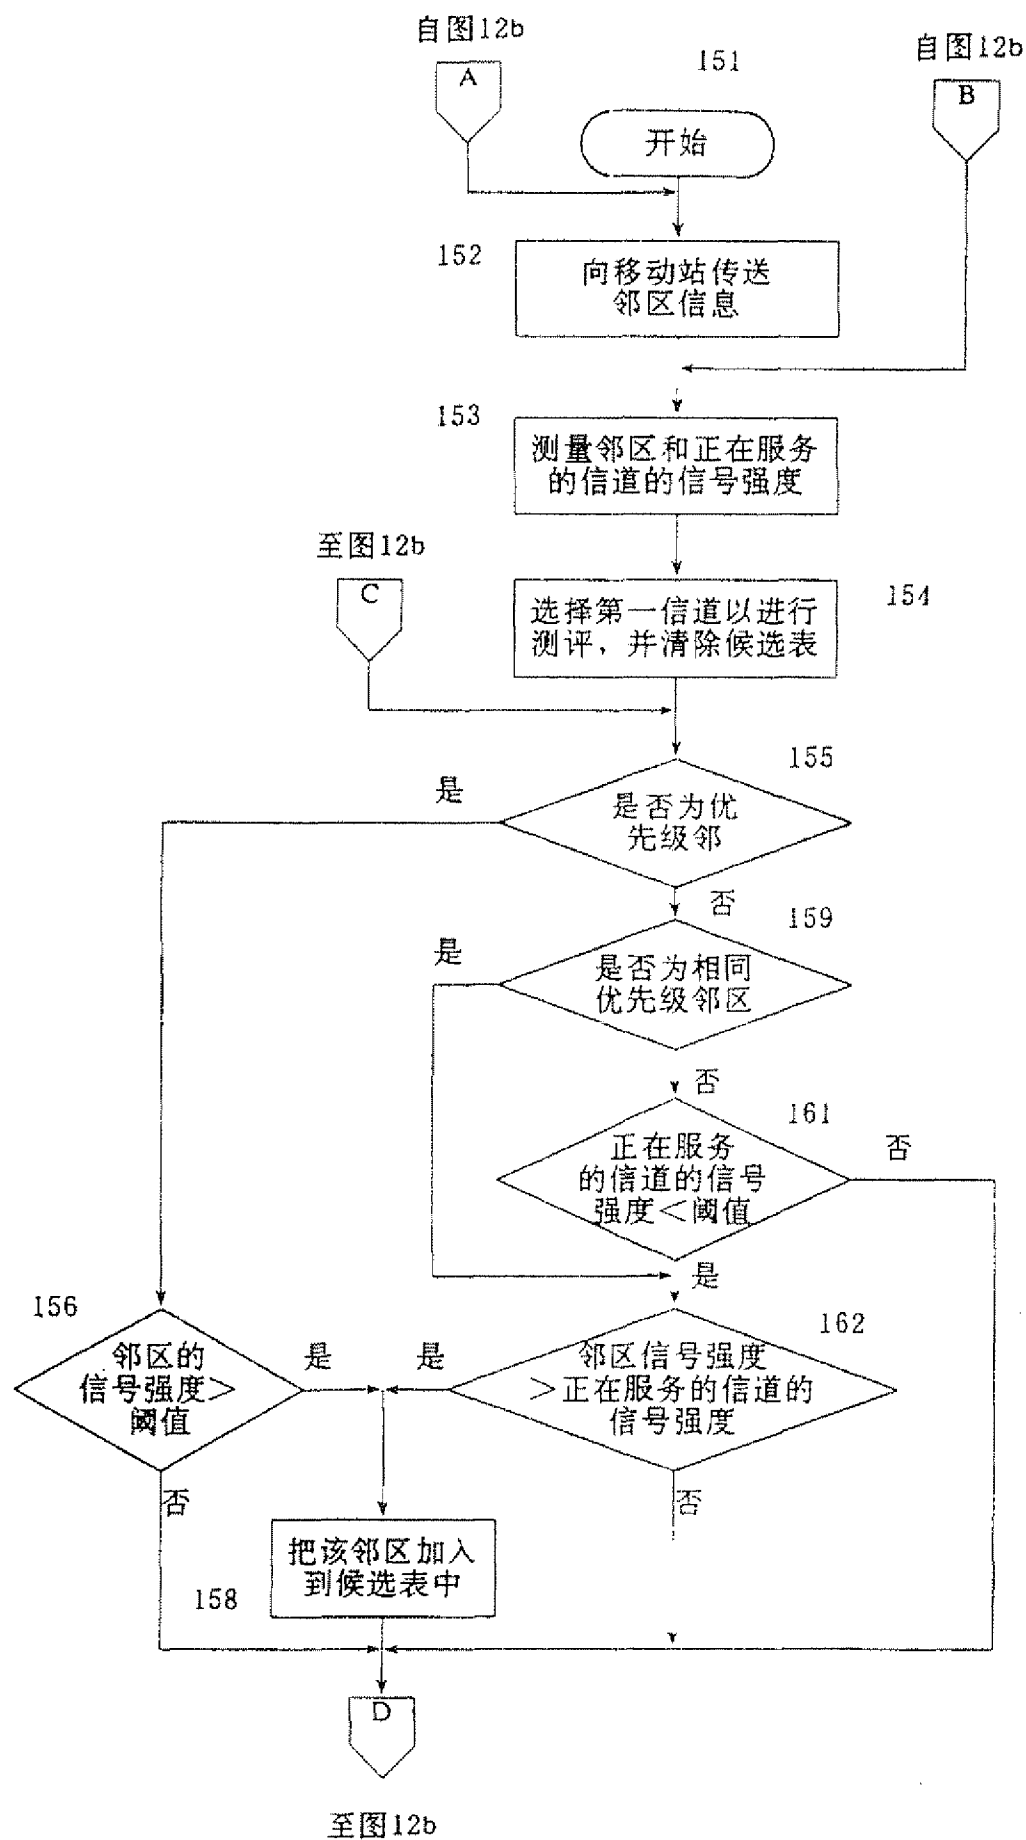 自图12b
A
151
自图12b
B
开始
152
向移动站传送
邻区信息
153
测量邻区和正在服务
的信道的信号强度
至图12b
C
154
选择第一信道以进行
测评，并清除候选表
155
是
是否为优
先级邻
否
159
是
是否为相同
优先级邻区
否
161
正在服务
的信道的信号
强度＜阈值
否
是
156
邻区的
信号强度＞
阈值
是
是
162
邻区信号强度
＞正在服务的信道的
信号强度
否
否
把该邻区加入
到候选表中
158
D
至图12b